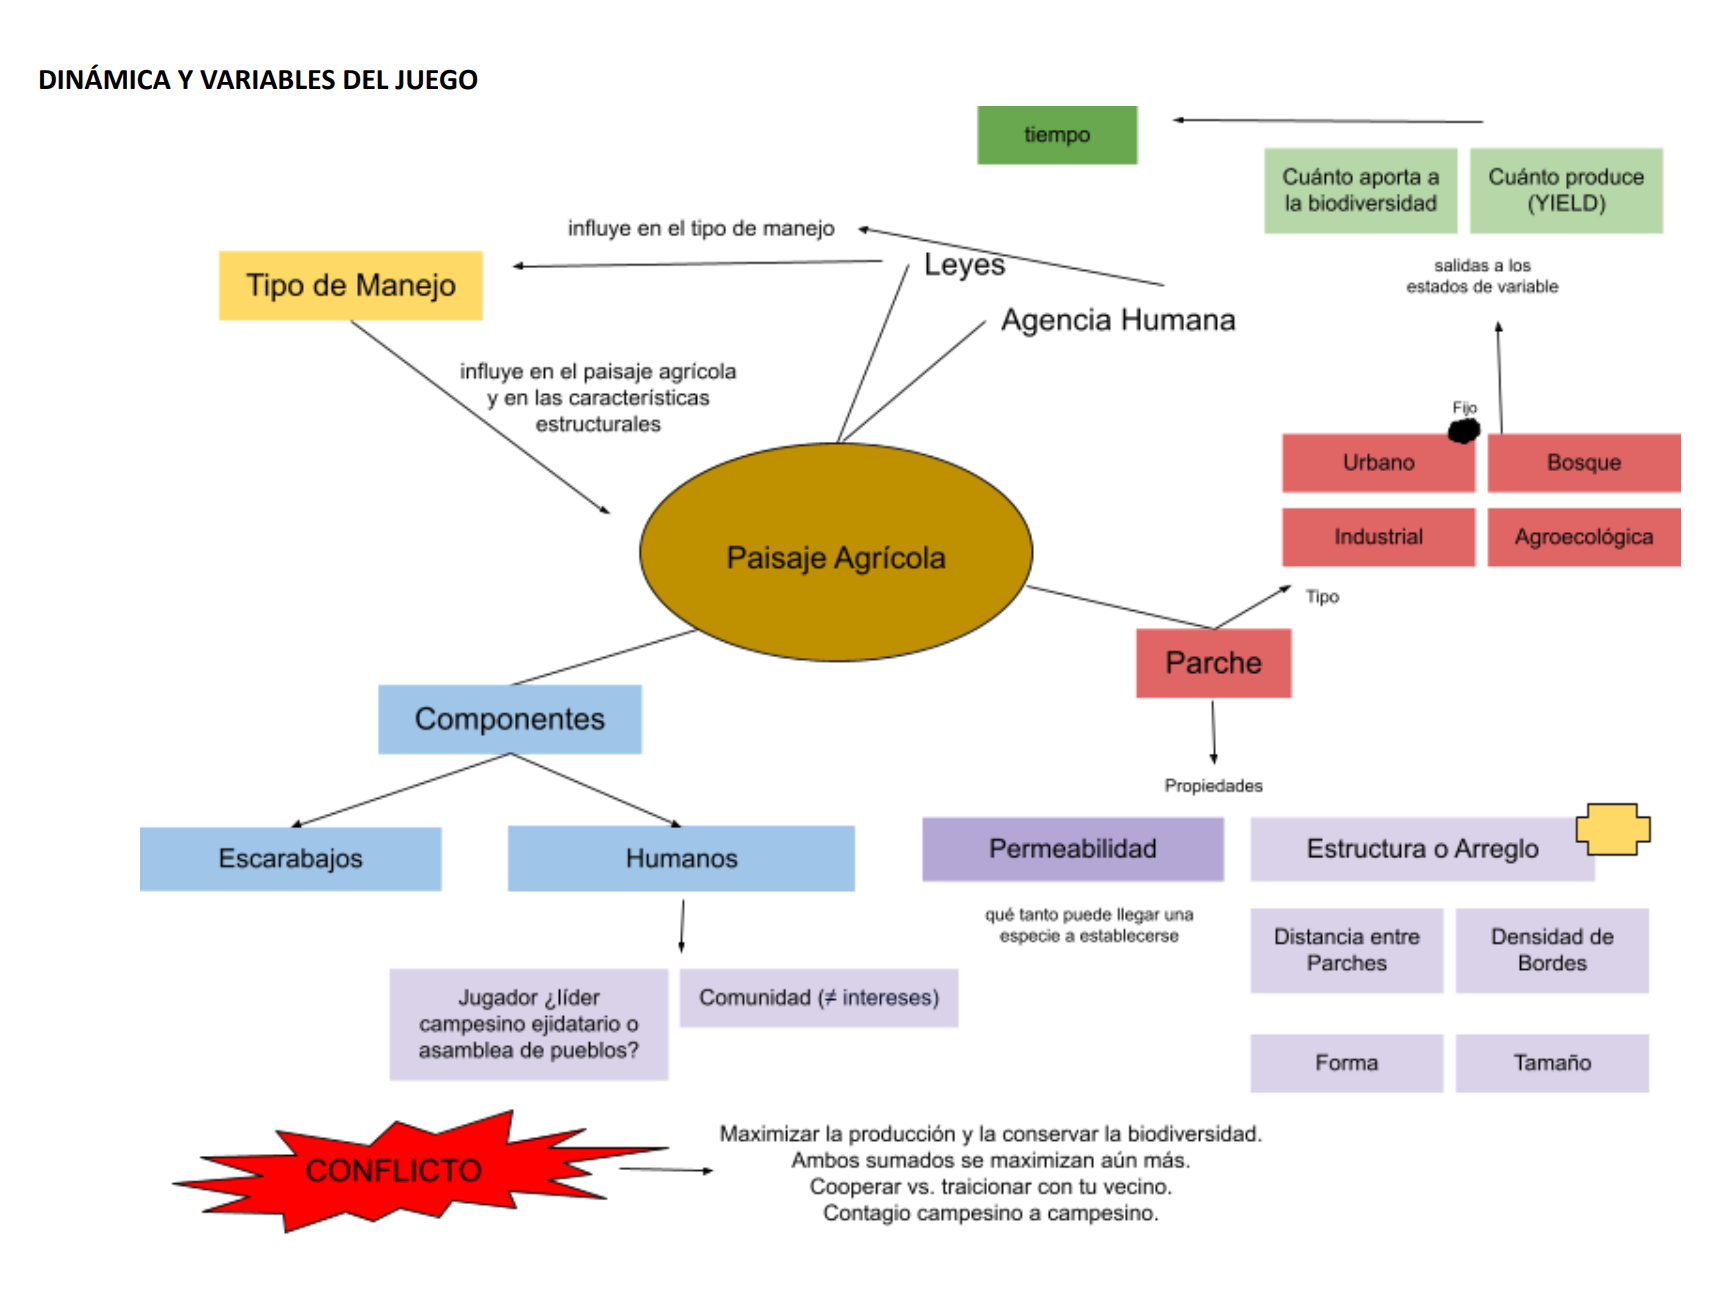 DINÁMICA Y VARIABLES DEL JUEGO
tiempo
Cuánto aporta a
la biodiversidad
Cuánto produce
(YIELD)
salidas a los
estados de variable
influye en el tipo de manejo
Leyes
Tipo de Manejo
Agencia Humana
influye en el paisaje agrícola
y en las características
estructurales
Fijo
Urbano
Bosque
Industrial
Agroecológica
Tipo
Paisaje Agrícola
Parche
Componentes
Propiedades
Escarabajos
Humanos
Permeabilidad
Estructura o Arreglo
qué tanto puede llegar una
especie a establecerse
Distancia entre
Parches
Densidad de
Bordes
Jugador ¿líder
campesino ejidatario o
asamblea de pueblos?
Comunidad (≠ intereses)
Forma
Tamaño
CONFLICTO
Maximizar la producción y la conservar la biodiversidad.
Ambos sumados se maximizan aún más.
Cooperar vs. traicionar con tu vecino.
Contagio campesino a campesino.